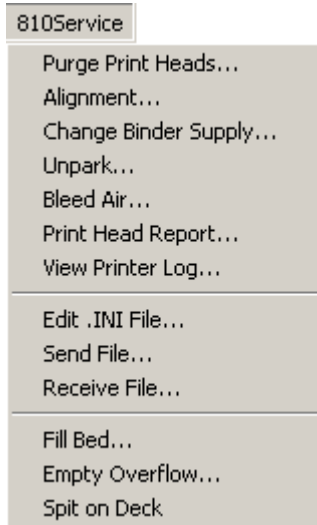 810Service
Purge Print Heads...
Alignment...
Change Binder Supply...
Unpark...
Bleed Air...
Print Head Report...
View Printer Log...
Edit .INI File...
Send File...
Receive File...
Fill Bed...
Empty Overflow...
Spit on Deck